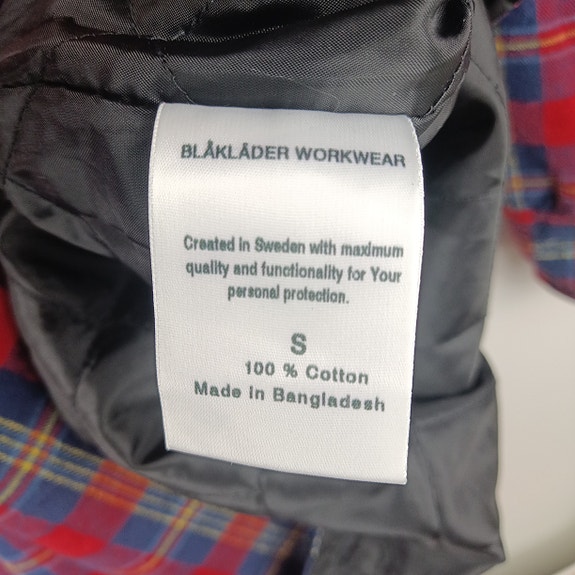 BLÅKLÄDER WORKWEAR
Created in Sweden with maximum
quality and functionality for Your
personal protection.
S
100 % Cotton
Made in Bangladesh